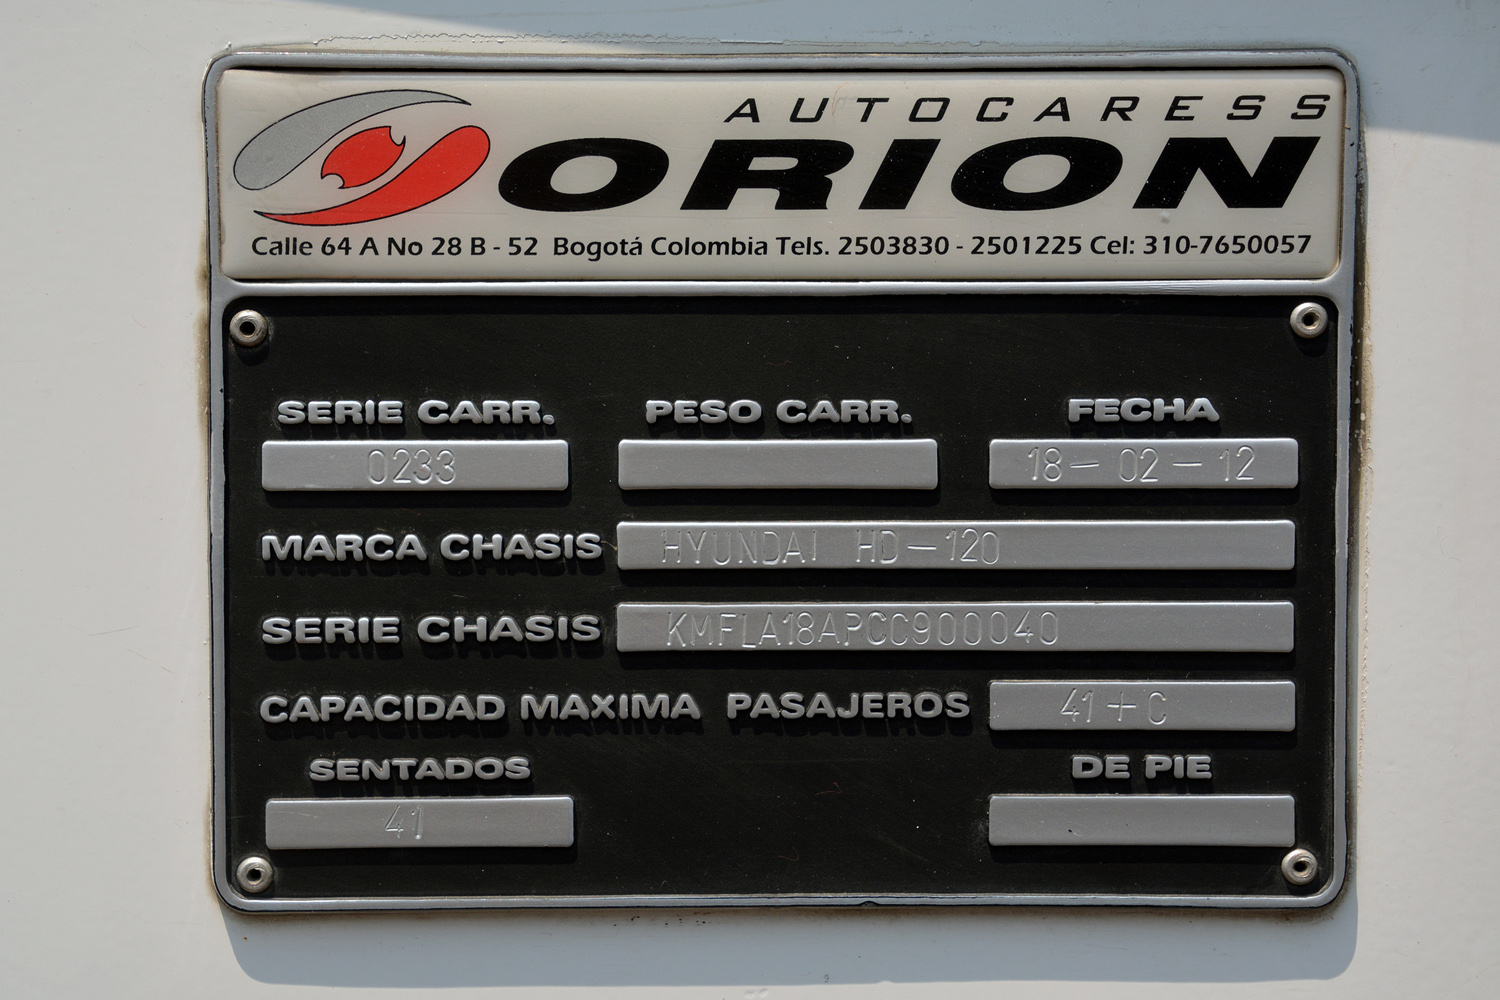 AUTOCARESS
ORION
Calle 64 A No 28 B - 52 Bogotá Colombia Tels. 2503830 - 2501225 Cel: 310-7650057
SERIE CARR. PESO CARR. FECHA
0233 18 - 02 - 12
MARCA CHASIS HYUNDAI HD-120
SERIE CHASIS KMFLA18APCC900040
CAPACIDAD MAXIMA PASAJEROS 41+C
SENTADOS DE PIE
41